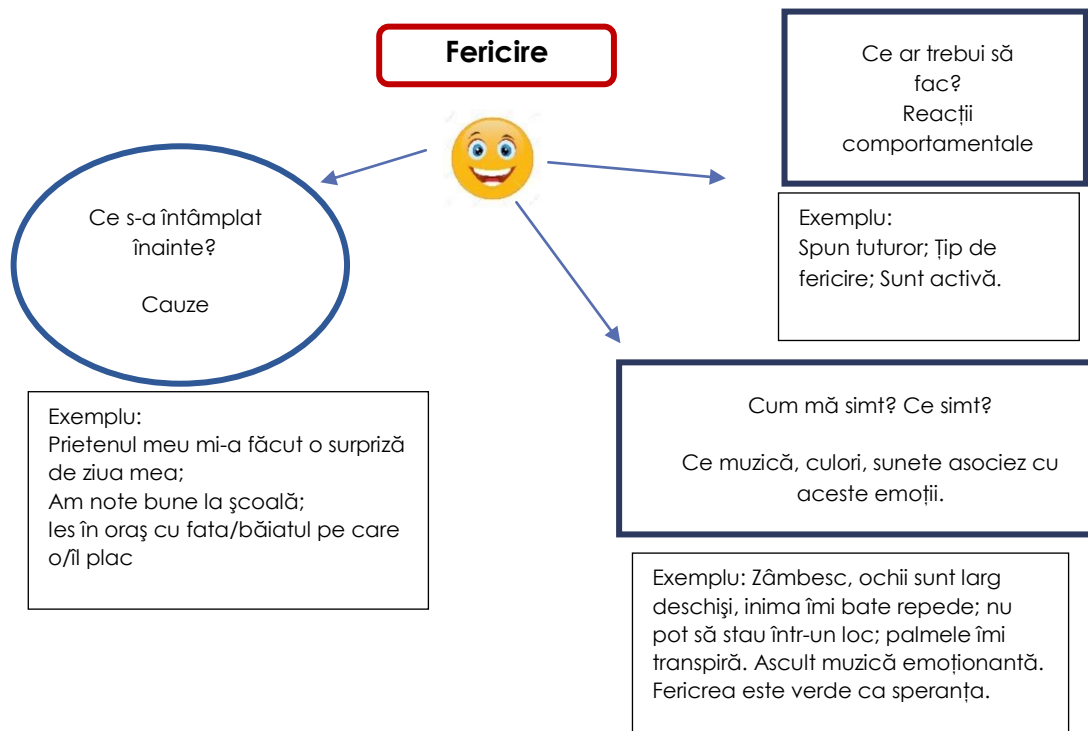 Fericire
Ce s-a întâmplat
înainte?
Cauze
Exemplu:
Prietenul meu mi-a făcut o surpriză
de ziua mea;
Am note bune la şcoală;
Ies în oraş cu fata/băiatul pe care
o/îl plac
Ce ar trebui să
fac?
Reacții
comportamentale
Exemplu:
Spun tuturor; Țip de
fericire; Sunt activă.
Cum mă simt? Ce simt?
Ce muzică, culori, sunete asociez cu
aceste emoții.
Exemplu: Zâmbesc, ochii sunt larg
deschişi, inima îmi bate repede; nu
pot să stau într-un loc; palmele îmi
transpiră. Ascult muzică emoționantă.
Fericrea este verde ca speranța.